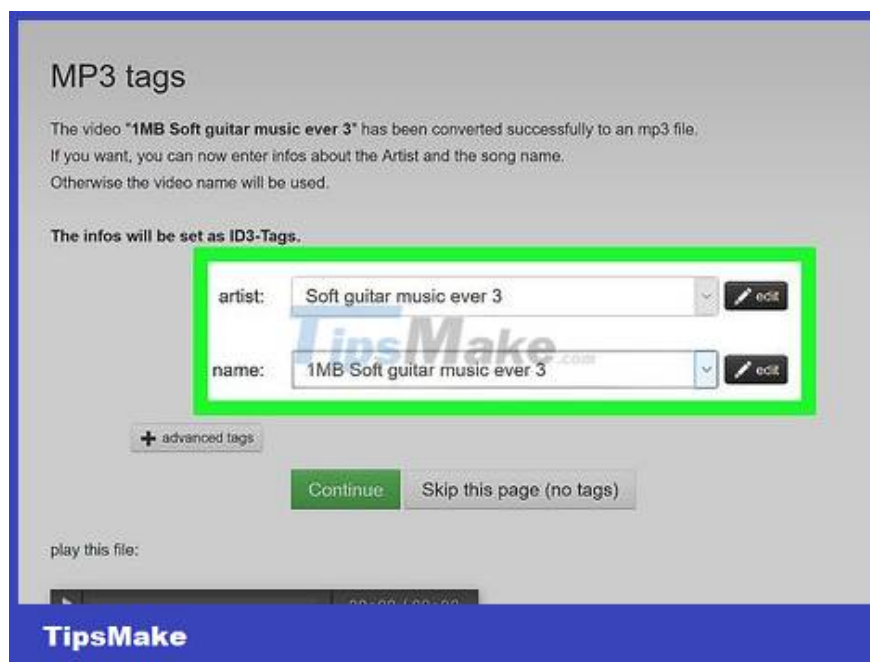 MP3 tags
The video "1MB Soft guitar music ever 3" has been converted successfully to an mp3 file.
If you want, you can now enter infos about the Artist and the song name.
Otherwise the video name will be used.
The infos will be set as ID3-Tags.
artist: Soft guitar music ever 3 edit
TipsMake.com
name: 1MB Soft guitar music ever 3 edit
advanced tags
Continue Skip this page (no tags)
play this file:
TipsMake